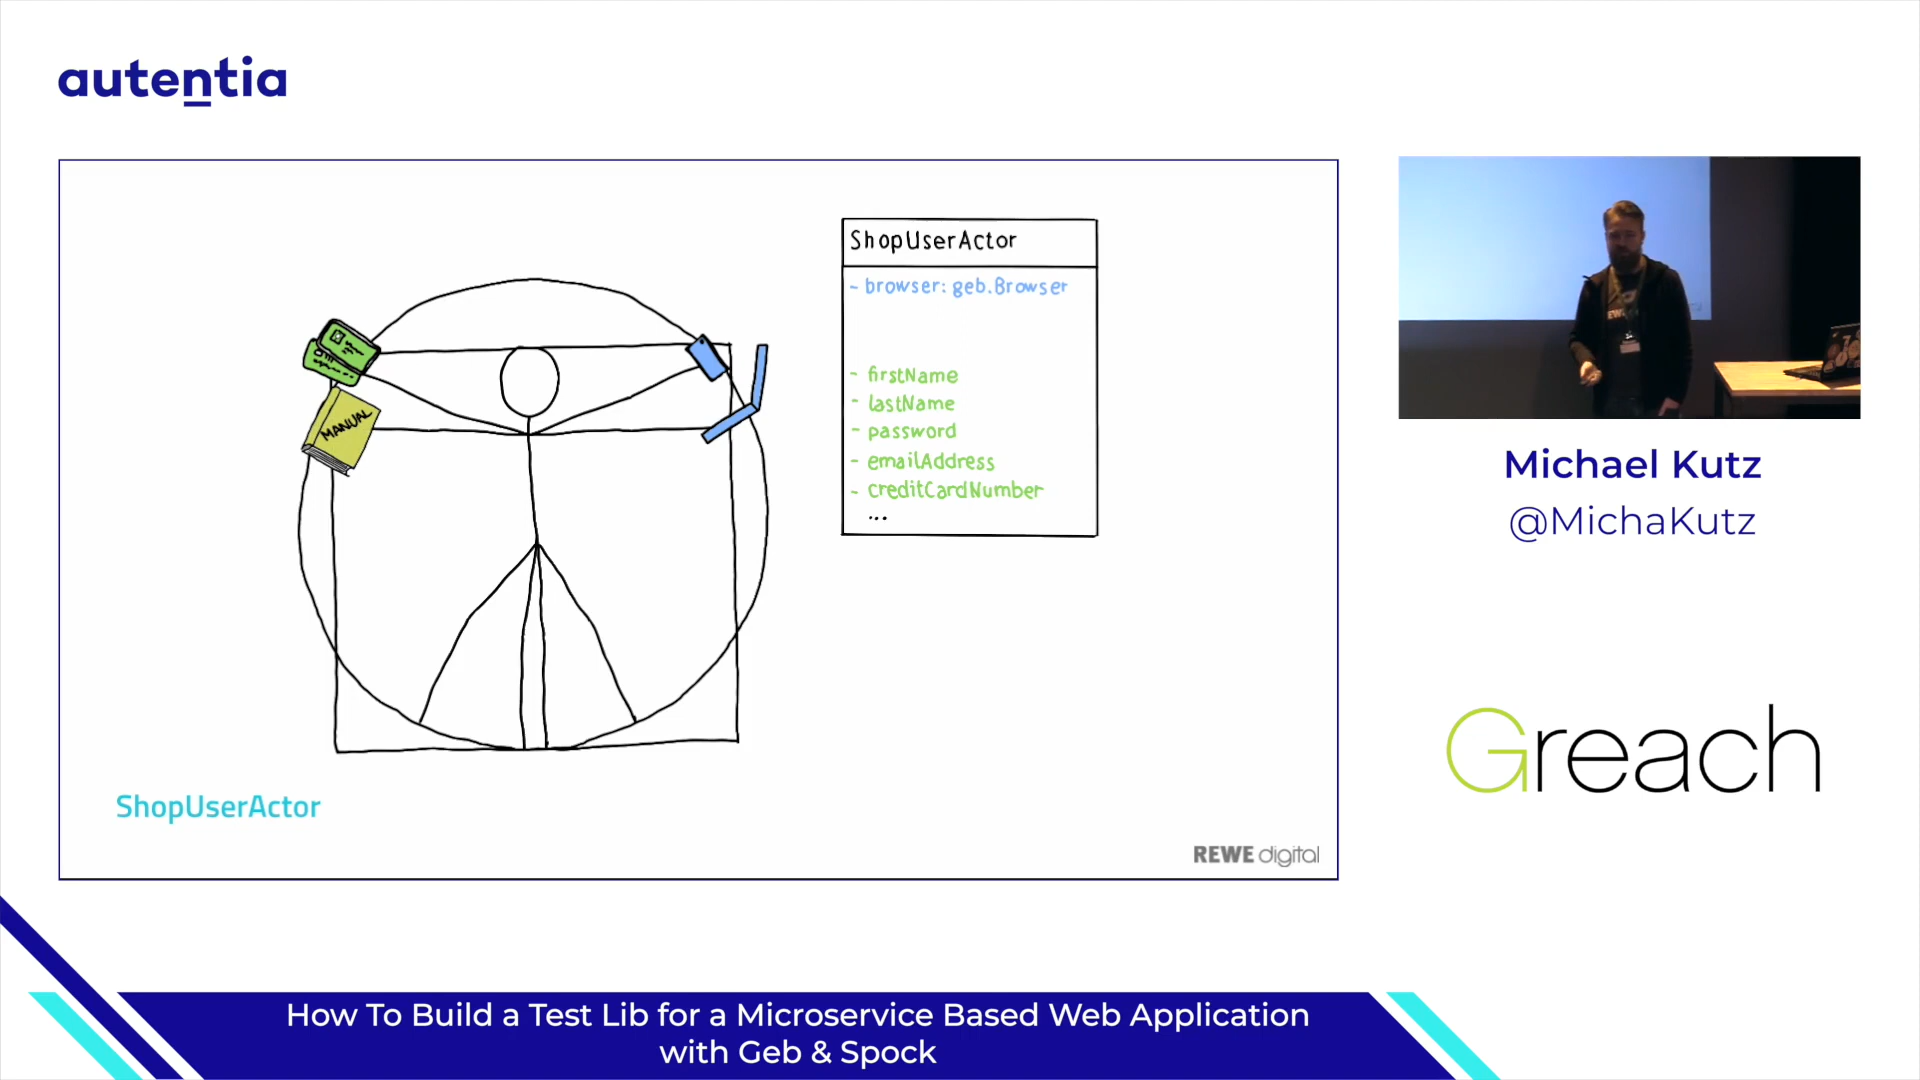 autentia
ShopUserActor
- browser: geb.Browser
- firstName
- lastName
- password
- emailAddress
- creditCardNumber
...
MANUAL
ShopUserActor
REWE digital
Michael Kutz
@MichaKutz
Greach
How To Build a Test Lib for a Microservice Based Web Application
with Geb & Spock